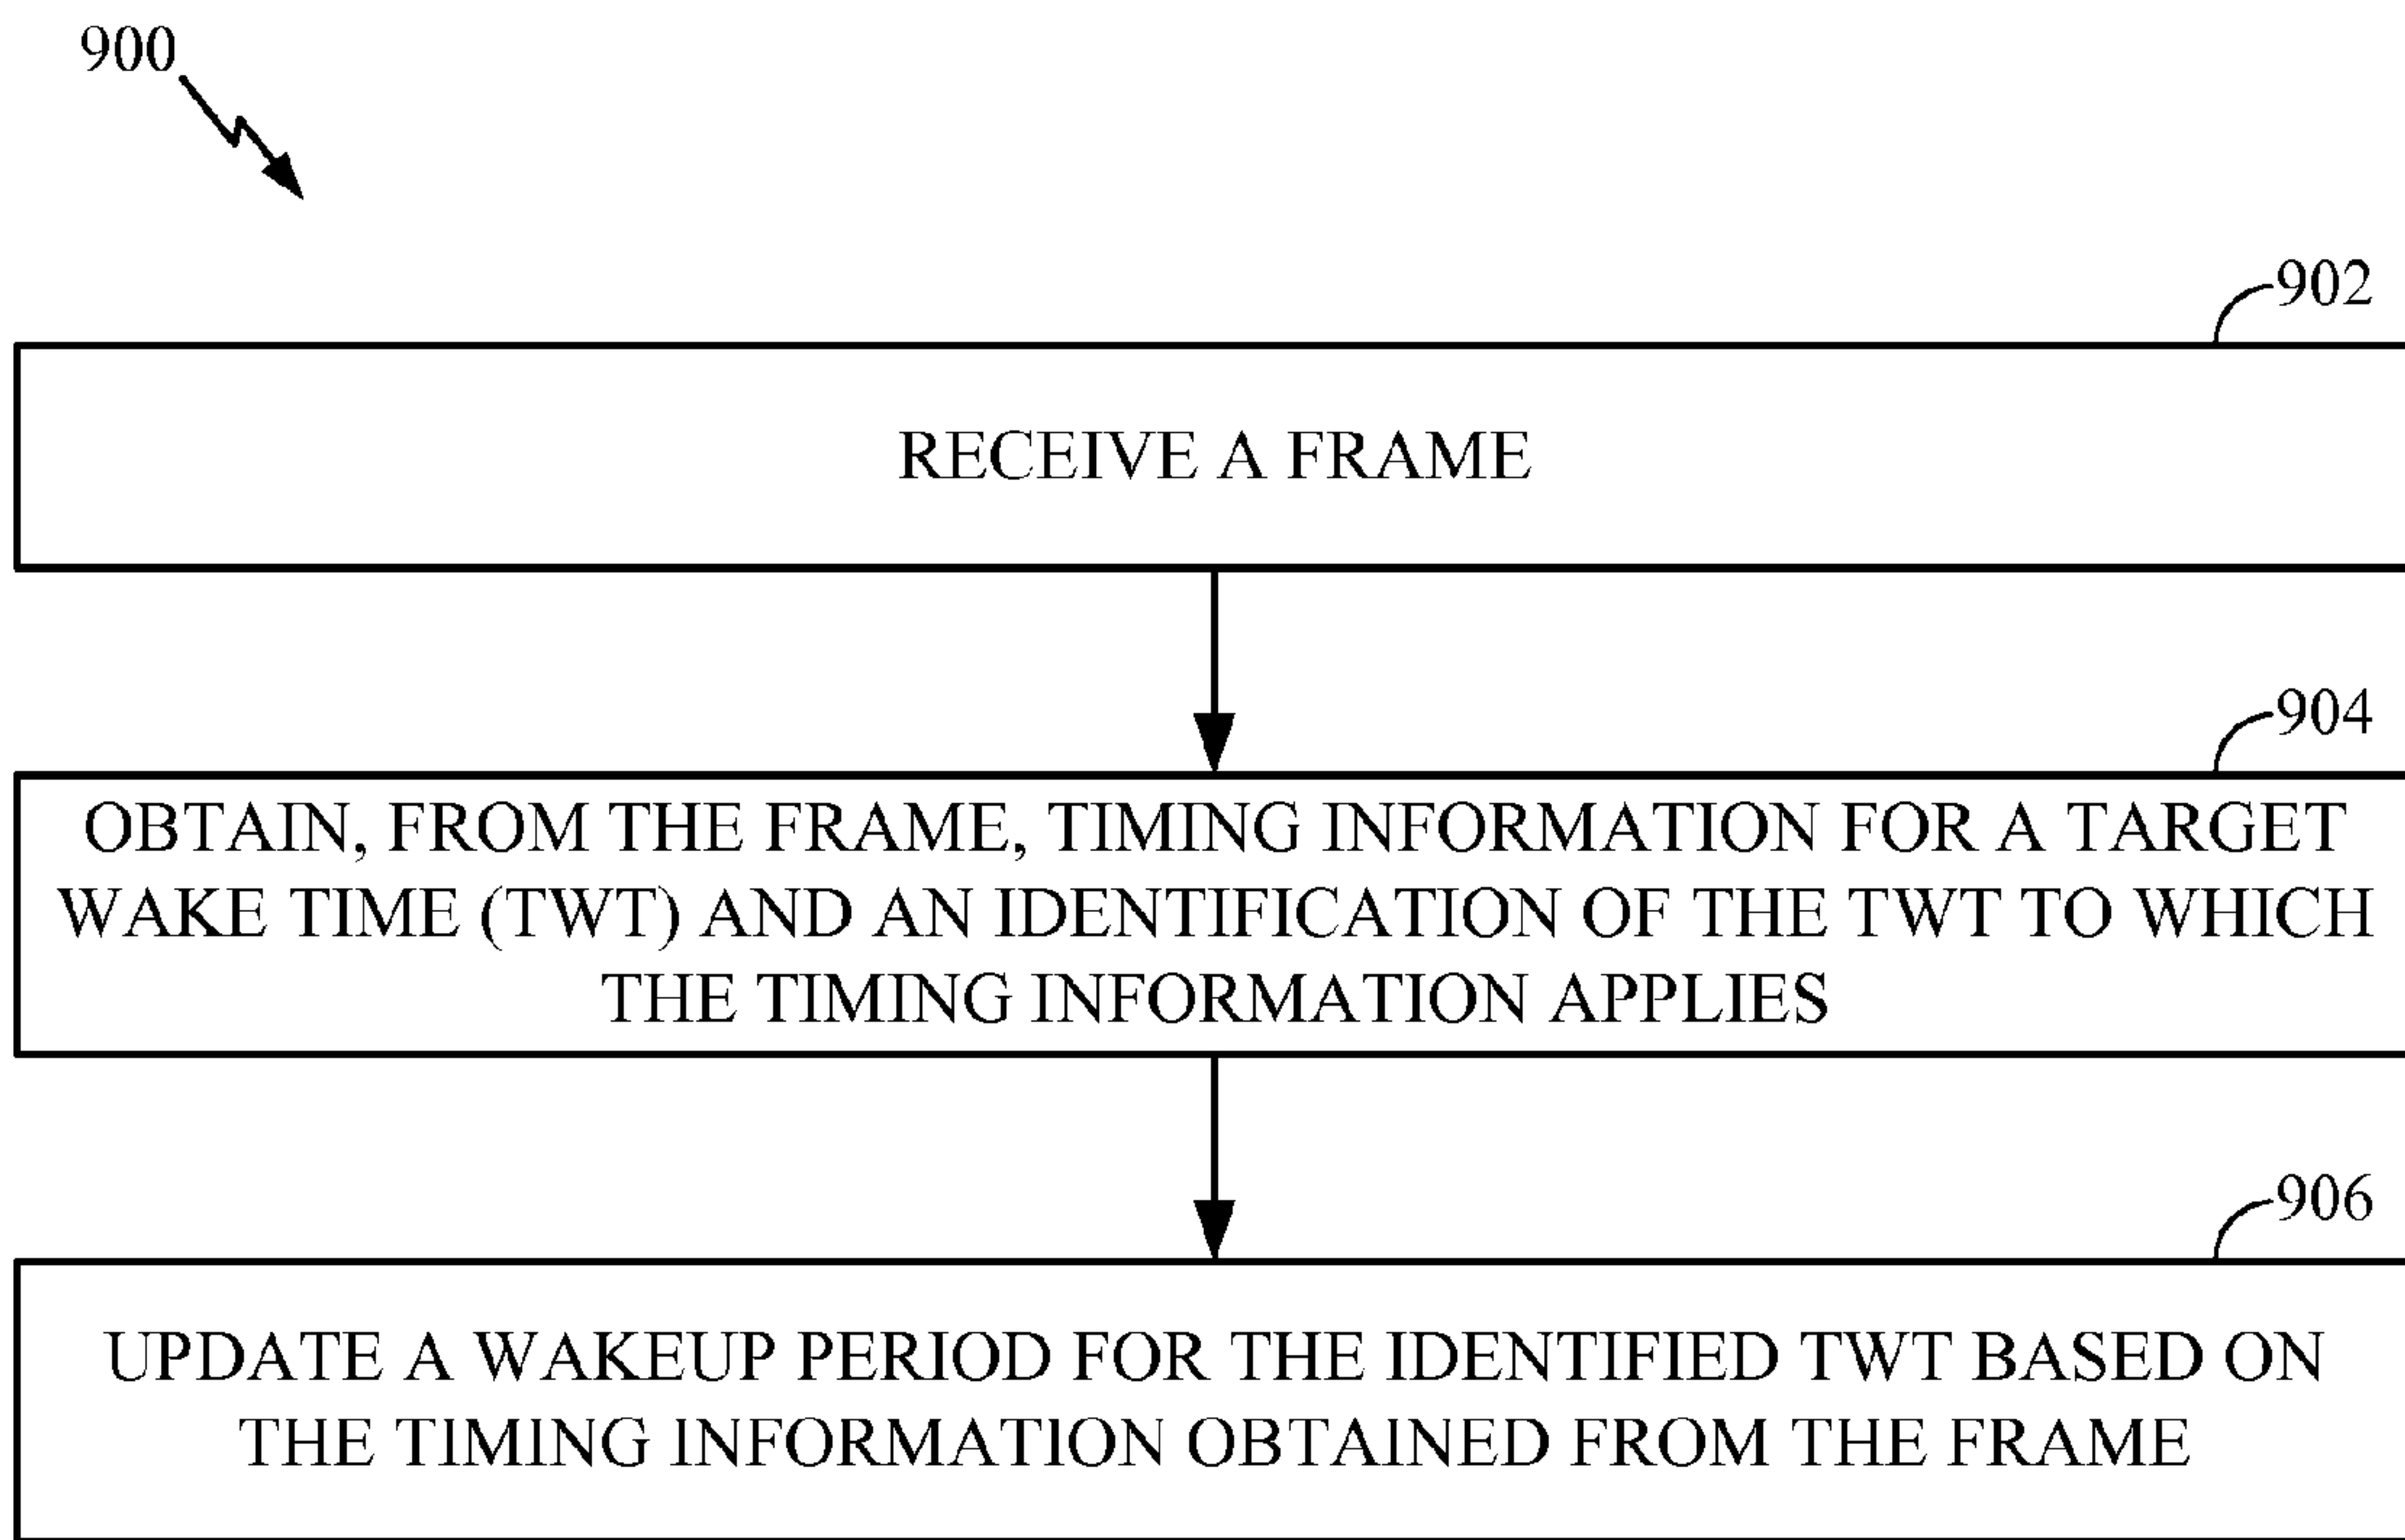 900
902
RECEIVE A FRAME
904
OBTAIN, FROM THE FRAME, TIMING INFORMATION FOR A TARGET
WAKE TIME (TWT) AND AN IDENTIFICATION OF THE TWT TO WHICH
THE TIMING INFORMATION APPLIES
906
UPDATE A WAKEUP PERIOD FOR THE IDENTIFIED TWT BASED ON
THE TIMING INFORMATION OBTAINED FROM THE FRAME